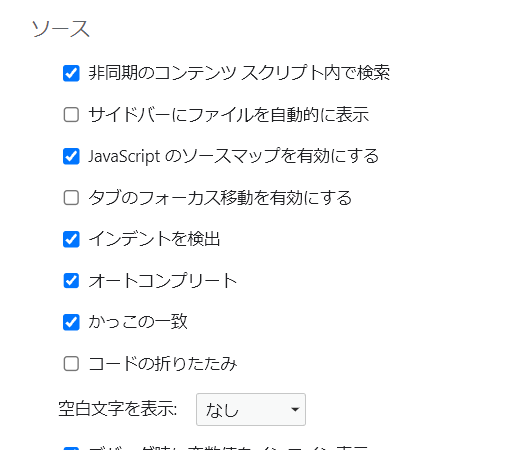 ソース
非同期のコンテンツ スクリプト内で検索
サイドバーにファイルを自動的に表示
JavaScript のソースマップを有効にする
タブのフォーカス移動を有効にする
インデントを検出
オートコンプリート
かっこの一致
コードの折りたたみ
空白文字を表示: なし